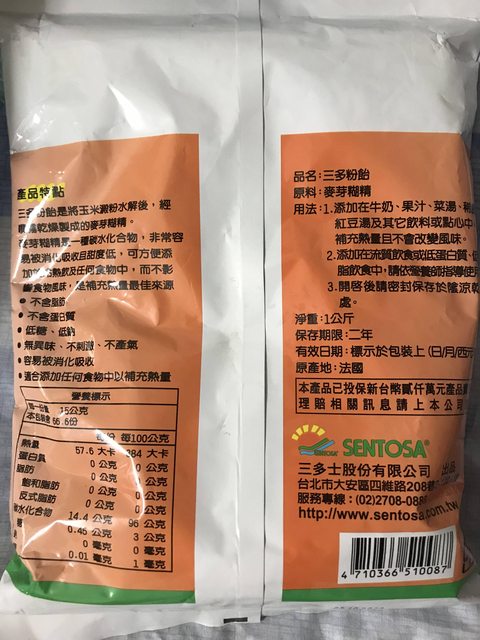 產品特點
三多粉飴是將玉米澱粉水解後，經
噴霧乾燥製成的麥芽糊精。
麥芽糊精是一種碳水化合物，非常容
易被消化吸收且甜度低，可方便添
加於冷熱飲及任何食物中，而不影
響食物風味，是補充熱量最佳來源
• 不含脂肪
• 不含蛋白質
• 低糖、低鈉
• 無異味、不刺激、不產氣
• 容易被消化吸收
• 適合添加任何食物中以補充熱量
營養標示
每一份量 15公克
本包裝含 66.6份
每份 每100公克
熱量 57.6 大卡 384 大卡
蛋白質 0 公克 0 公克
脂肪 0 公克 0 公克
飽和脂肪 0 公克 0 公克
反式脂肪 0 公克 0 公克
碳水化合物 14.4 公克 96 公克
0.45 公克 3 公克
0 毫克 0 毫克
0.01 毫克 1 毫克
品名：三多粉飴
原料：麥芽糊精
用法：1.添加在牛奶、果汁、菜湯、稀
紅豆湯及其它飲料或點心中
補充熱量且不會改變風味。
2.添加在流質飲食或低蛋白質、低
脂飲食中，請依營養師指導使用
3.開啓後請密封保存於陰涼乾
處。
淨重：1公斤
保存期限：二年
有效日期：標示於包裝上 (日/月/西元
原產地：法國
本產品已投保新台幣貳仟萬元產品責
理賠相關訊息請上本公司
SENTOSA SENTOSA®
三多士股份有限公司 出品
台北市大安區四維路208巷
服務專線：(02)2708-088
http://www.sentosa.com.tw
4 710366 510087